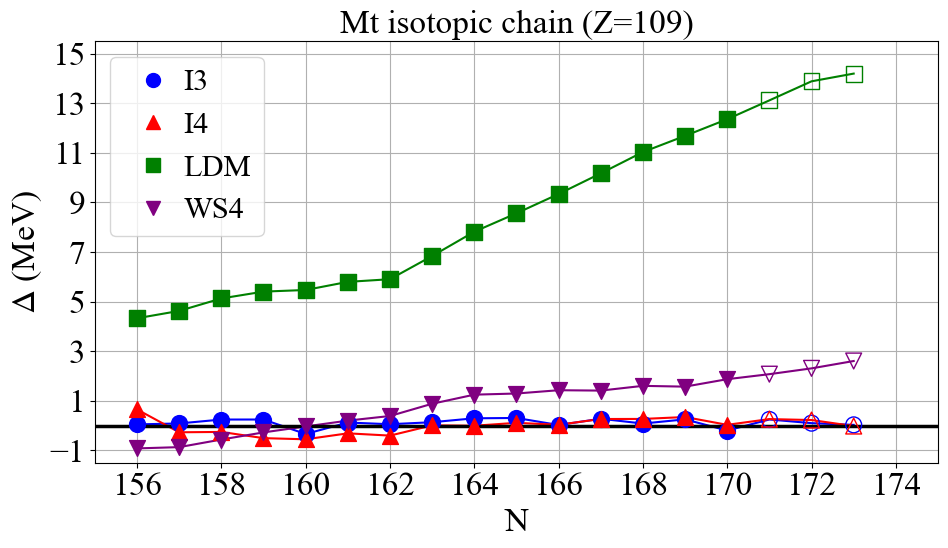 Mt isotopic chain (Z=109)
15
13
11
9
7
5
3
1
−1
Δ (MeV)
I3
I4
LDM
WS4
156 158 160 162 164 166 168 170 172 174
N